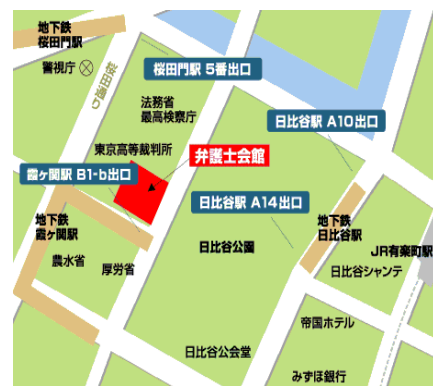 地下鉄
桜田門駅
警視庁
桜田通り
桜田門駅 5番出口
法務省
最高検察庁
日比谷駅 A10出口
東京高等裁判所
弁護士会館
霞ヶ関駅 B1-b出口
日比谷駅 A14出口
地下鉄
霞ヶ関駅
地下鉄
日比谷駅
農水省
厚労省
日比谷公園
JR有楽町駅
日比谷シャンテ
帝国ホテル
日比谷公会堂
みずほ銀行